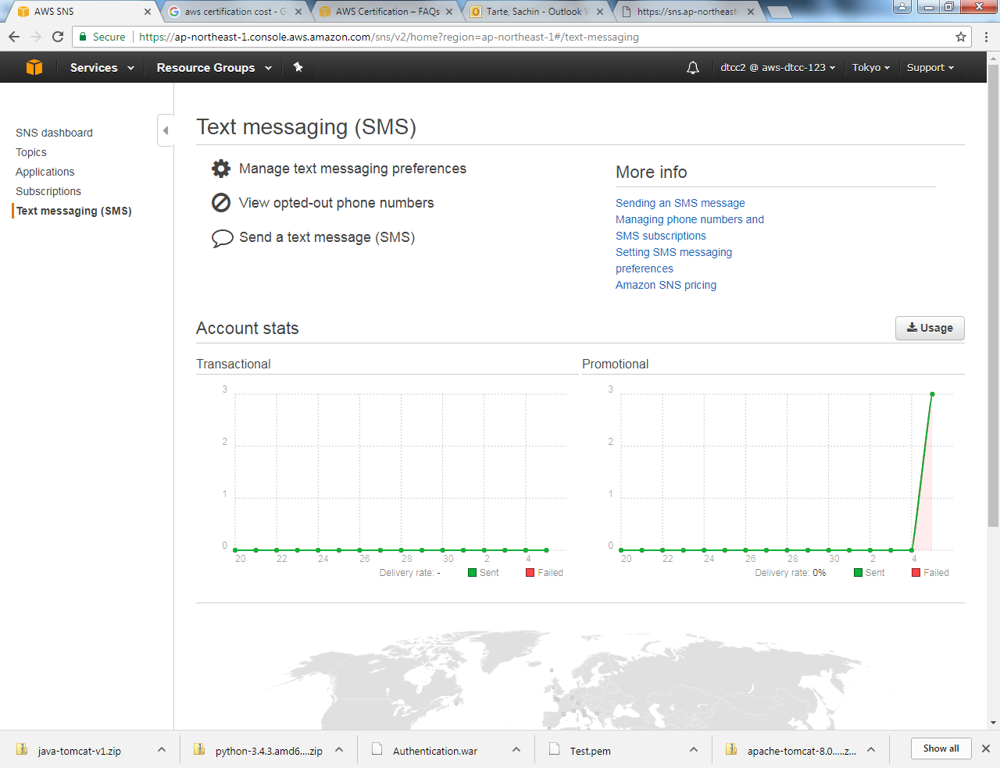 AWS SNS
aws certification cost - G
AWS Certification – FAQs
Tarte, Sachin - Outlook W
https://sns.ap-northeast-
Secure
https://ap-northeast-1.console.aws.amazon.com/sns/v2/home?region=ap-northeast-1#/text-messaging
Services
Resource Groups
dtcc2 @ aws-dtcc-123
Tokyo
Support
SNS dashboard
Topics
Applications
Subscriptions
Text messaging (SMS)
Text messaging (SMS)
Manage text messaging preferences
View opted-out phone numbers
Send a text message (SMS)
More info
Sending an SMS message
Managing phone numbers and
SMS subscriptions
Setting SMS messaging
preferences
Amazon SNS pricing
Account stats
Usage
Transactional
3
2
1
0
20 22 24 26 28 30 2 4
Delivery rate: - Sent Failed
Promotional
3
2
1
0
20 22 24 26 28 30 2 4
Delivery rate: 0% Sent Failed
java-tomcat-v1.zip
python-3.4.3.amd6....zip
Authentication.war
Test.pem
apache-tomcat-8.0.....z...
Show all